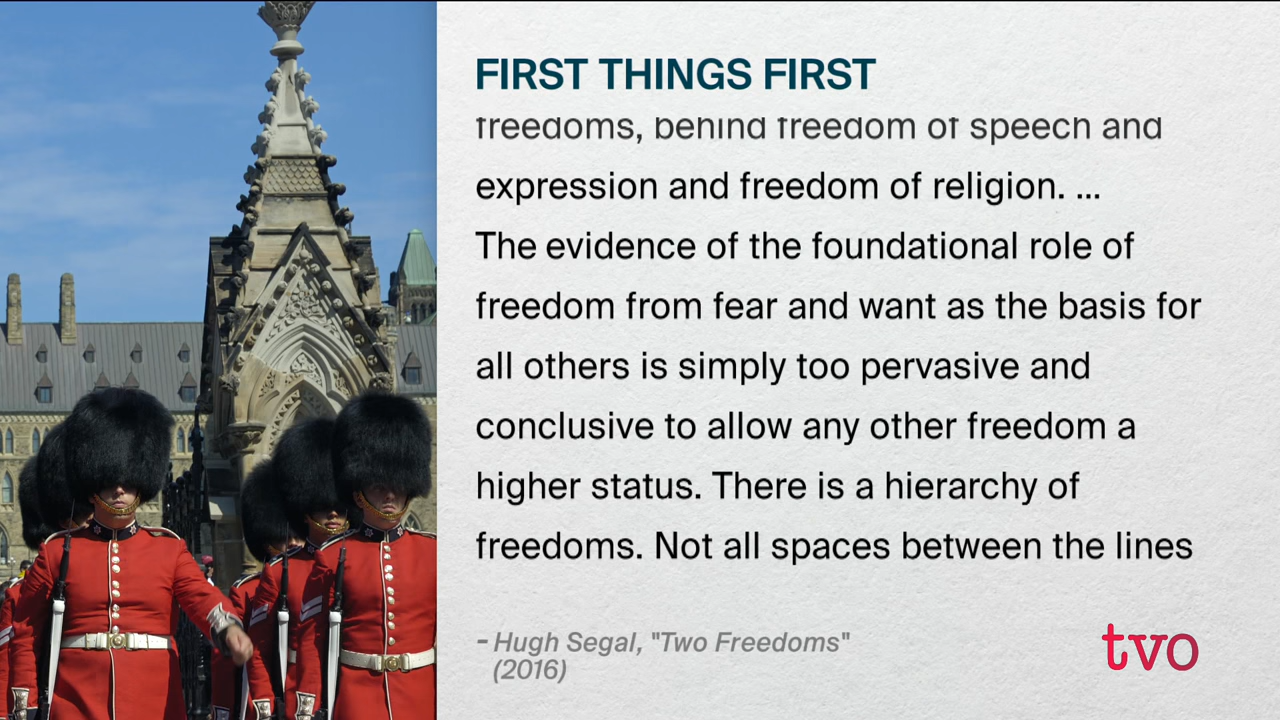 FIRST THINGS FIRST
freedoms, behind freedom of speech and
expression and freedom of religion. ...
The evidence of the foundational role of
freedom from fear and want as the basis for
all others is simply too pervasive and
conclusive to allow any other freedom a
higher status. There is a hierarchy of
freedoms. Not all spaces between the lines
- Hugh Segal, "Two Freedoms"
(2016)
tvo